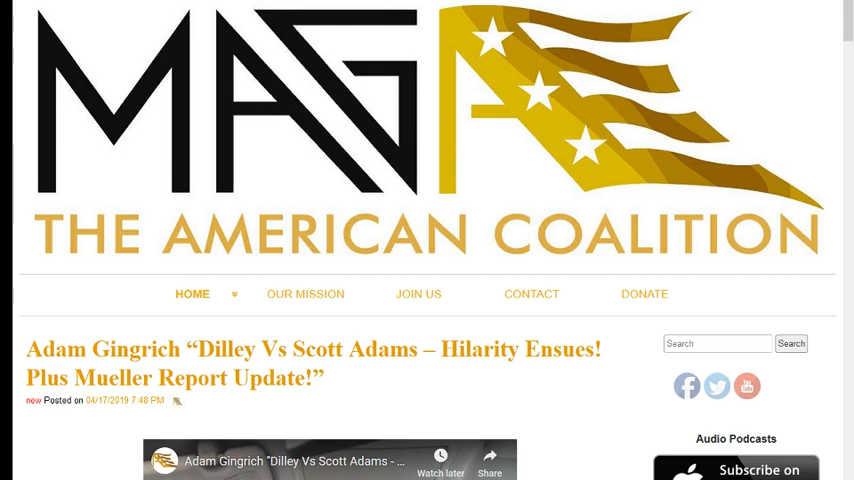 MAGA
THE AMERICAN COALITION
HOME OUR MISSION JOIN US CONTACT DONATE
Adam Gingrich “Dilley Vs Scott Adams – Hilarity Ensues!
Plus Mueller Report Update!”
new Posted on 04/17/2019 7:48 PM
Adam Gingrich "Dilley Vs Scott Adams - ...
Watch later Share
Search Search
You
Audio Podcasts
Subscribe on